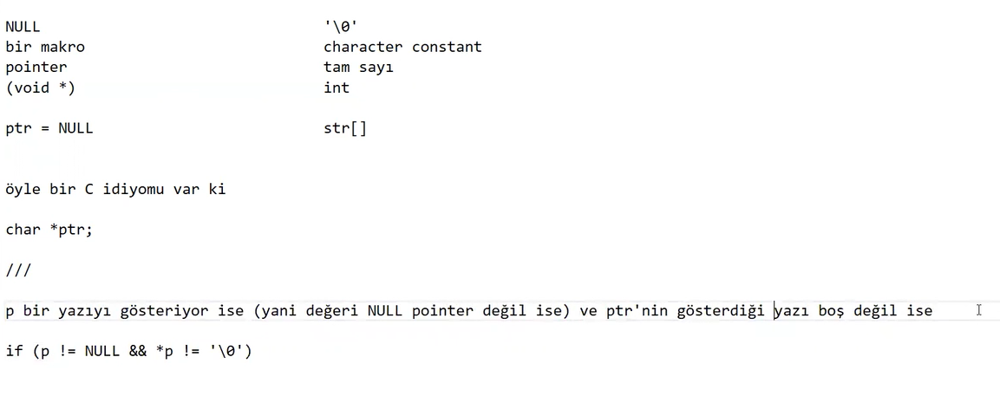 NULL                                '\0'
bir makro                           character constant
pointer                             tam sayı
(void *)                            int
ptr = NULL                          str[]
öyle bir C idiyomu var ki
char *ptr;
///
p bir yazıyı gösteriyor ise (yani değeri NULL pointer değil ise) ve ptr'nin gösterdiği yazı boş değil ise
if (p != NULL && *p != '\0')